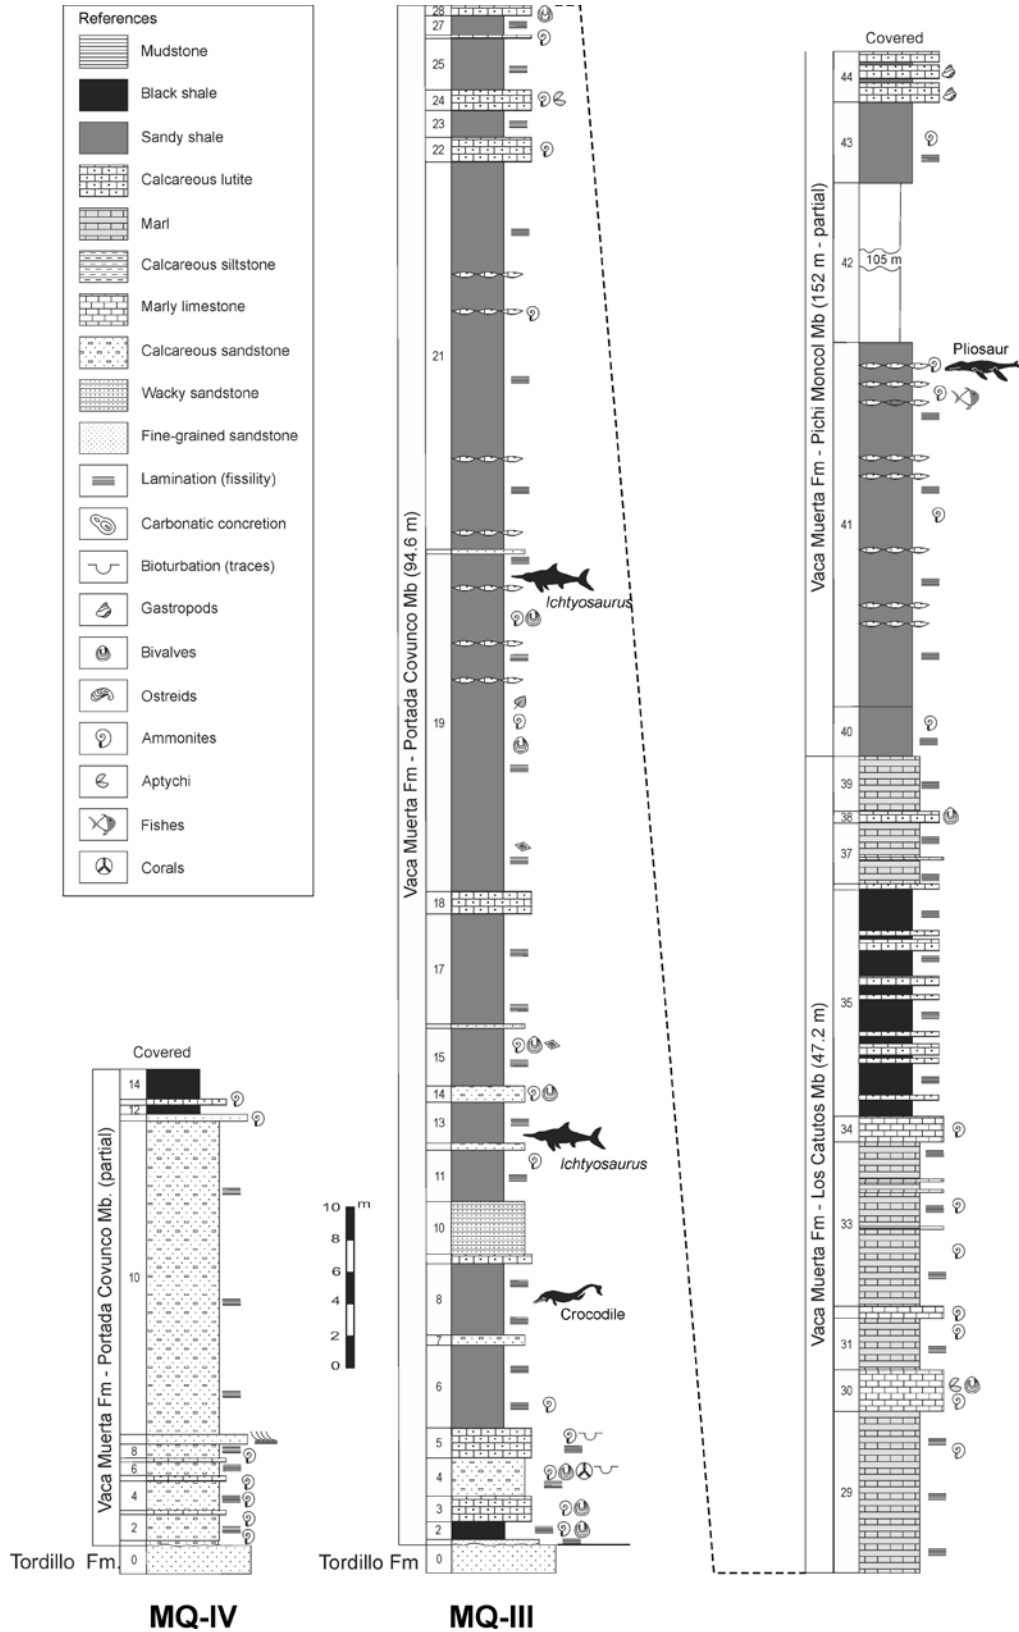 References
Mudstone
Black shale
Sandy shale
Calcareous lutite
Marl
Calcareous siltstone
Marly limestone
Calcareous sandstone
Wacky sandstone
Fine-grained sandstone
Lamination (fissility)
Carbonatic concretion
Bioturbation (traces)
Gastropods
Bivalves
Ostreids
Ammonites
Aptychi
Fishes
Corals
Covered
14
12
10
8
6
4
2
0
Vaca Muerta Fm - Portada Covunco Mb. (partial)
Tordillo Fm.
MQ-IV
10 m
8
6
4
2
0
28
27
25
24
23
22
21
19
18
17
15
14
13
11
10
8
7
6
5
4
3
2
0
Vaca Muerta Fm - Portada Covunco Mb (94.6 m)
Ichtyosaurus
Ichtyosaurus
Crocodile
Tordillo Fm
MQ-III
Covered
44
43
42
105 m
41
40
39
38
37
35
34
33
31
30
29
Pliosaur
Vaca Muerta Fm - Pichi Moncol Mb (152 m - partial)
Vaca Muerta Fm - Los Catutos Mb (47.2 m)